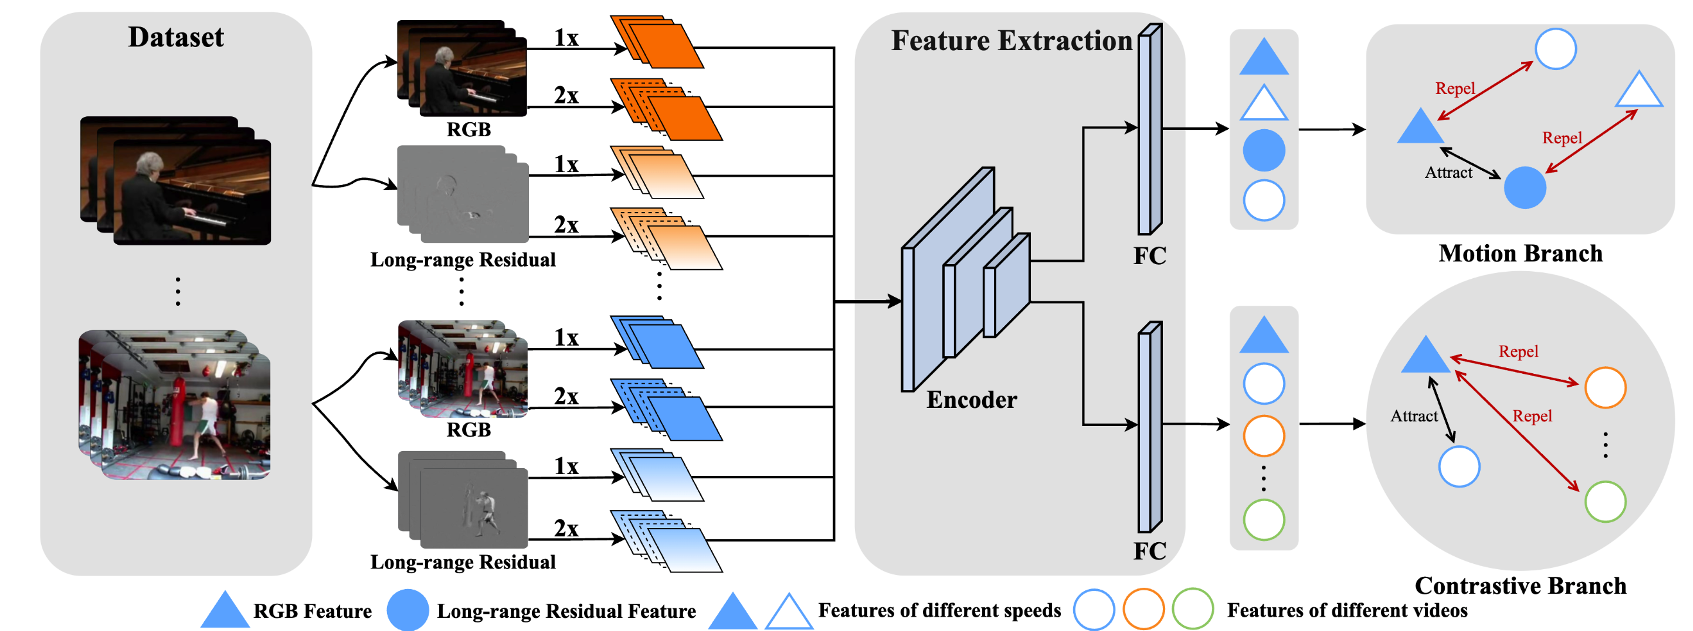 Dataset
1x
2x
RGB
1x
2x
Long-range Residual
1x
2x
RGB
1x
2x
Long-range Residual
Feature Extraction
Encoder
FC
FC
Repel
Repel
Attract
Motion Branch
Repel
Attract
Repel
Contrastive Branch
RGB Feature
Long-range Residual Feature
Features of different speeds
Features of different videos